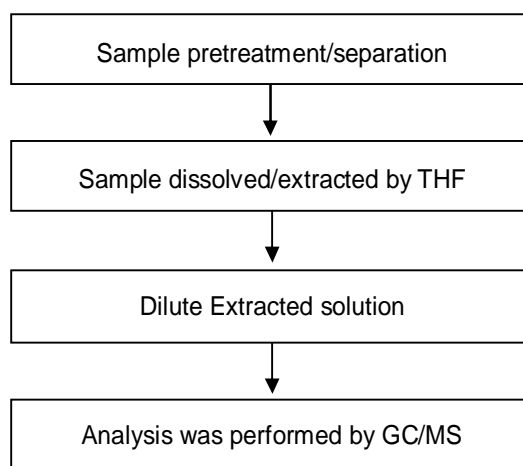 Sample pretreatment/separation
Sample dissolved/extracted by THF
Dilute Extracted solution
Analysis was performed by GC/MS